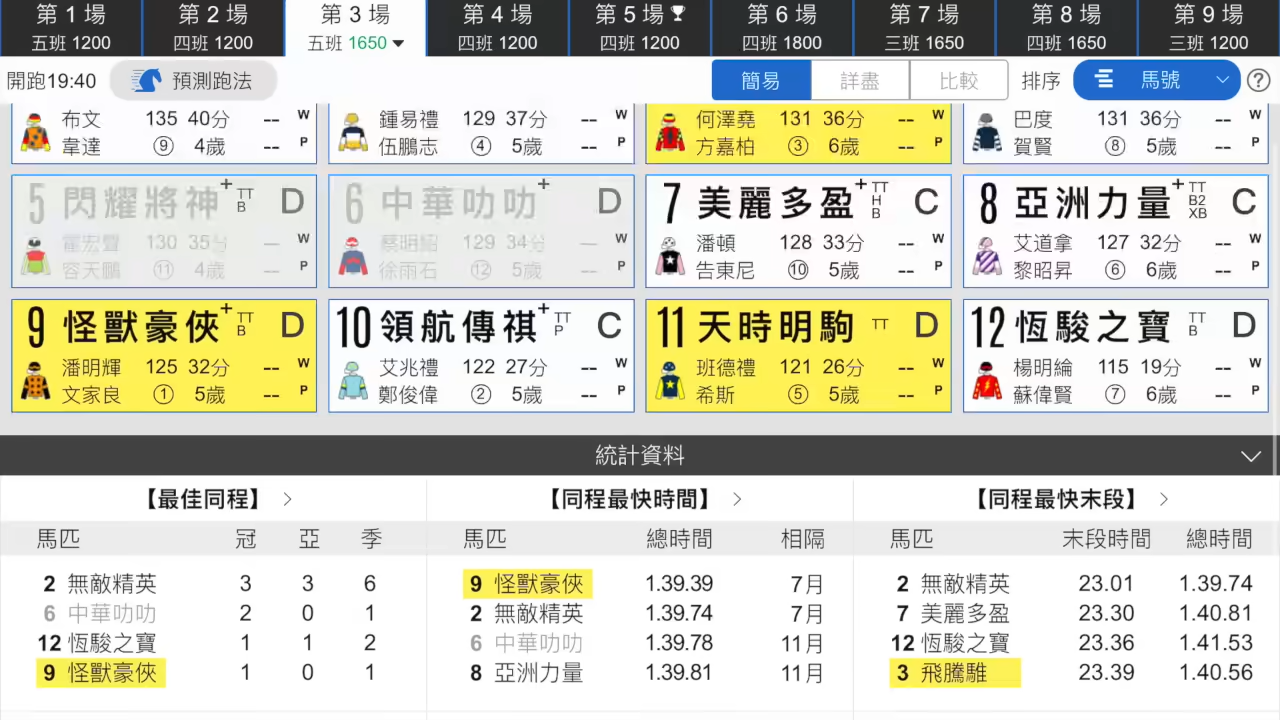 第 1 場 第 2 場 第 3 場 第 4 場 第 5 場 第 6 場 第 7 場 第 8 場 第 9 場
五班 1200 四班 1200 五班 1650 四班 1200 四班 1200 四班 1800 三班 1650 四班 1650 三班 1200
開跑19:40 預測跑法 簡易 詳盡 比較 排序 馬號 ?
布文 135 40分 -- W 鍾易禮 129 37分 -- W 何澤堯 131 36分 -- W 巴度 131 36分 -- W
韋達 ⑨ 4歲 -- P 伍鵬志 ④ 5歲 -- P 方嘉柏 ③ 6歲 -- P 賀賢 ⑧ 5歲 -- P
5 閃耀將神 + TT B D 6 中華叻叻 + D 7 美麗多盈 + TT H B C 8 亞洲力量 + TT B2 XB C
霍宏聲 130 35分 -- W 蔡明紹 129 34分 -- W 潘頓 128 33分 -- W 艾道拿 127 32分 -- W
容天鵬 ⑪ 4歲 -- P 徐雨石 ⑫ 5歲 -- P 告東尼 ⑩ 5歲 -- P 黎昭昇 ⑥ 6歲 -- P
9 怪獸豪俠 + TT B D 10 領航傳祺 + TT P C 11 天時明駒 TT D 12 恆駿之寶 TT B D
潘明輝 125 32分 -- W 艾兆禮 122 27分 -- W 班德禮 121 26分 -- W 楊明綸 115 19分 -- W
文家良 ① 5歲 -- P 鄭俊偉 ② 5歲 -- P 希斯 ⑤ 5歲 -- P 蘇偉賢 ⑦ 6歲 -- P
統計資料
【最佳同程】 > 【同程最快時間】 > 【同程最快末段】 >
馬匹 冠 亞 季 馬匹 總時間 相隔 馬匹 末段時間 總時間
2 無敵精英 3 3 6 9 怪獸豪俠 1.39.39 7月 2 無敵精英 23.01 1.39.74
6 中華叻叻 2 0 1 2 無敵精英 1.39.74 7月 7 美麗多盈 23.30 1.40.81
12 恆駿之寶 1 1 2 6 中華叻叻 1.39.78 11月 12 恆駿之寶 23.36 1.41.53
9 怪獸豪俠 1 0 1 8 亞洲力量 1.39.81 11月 3 飛騰騅 23.39 1.40.56